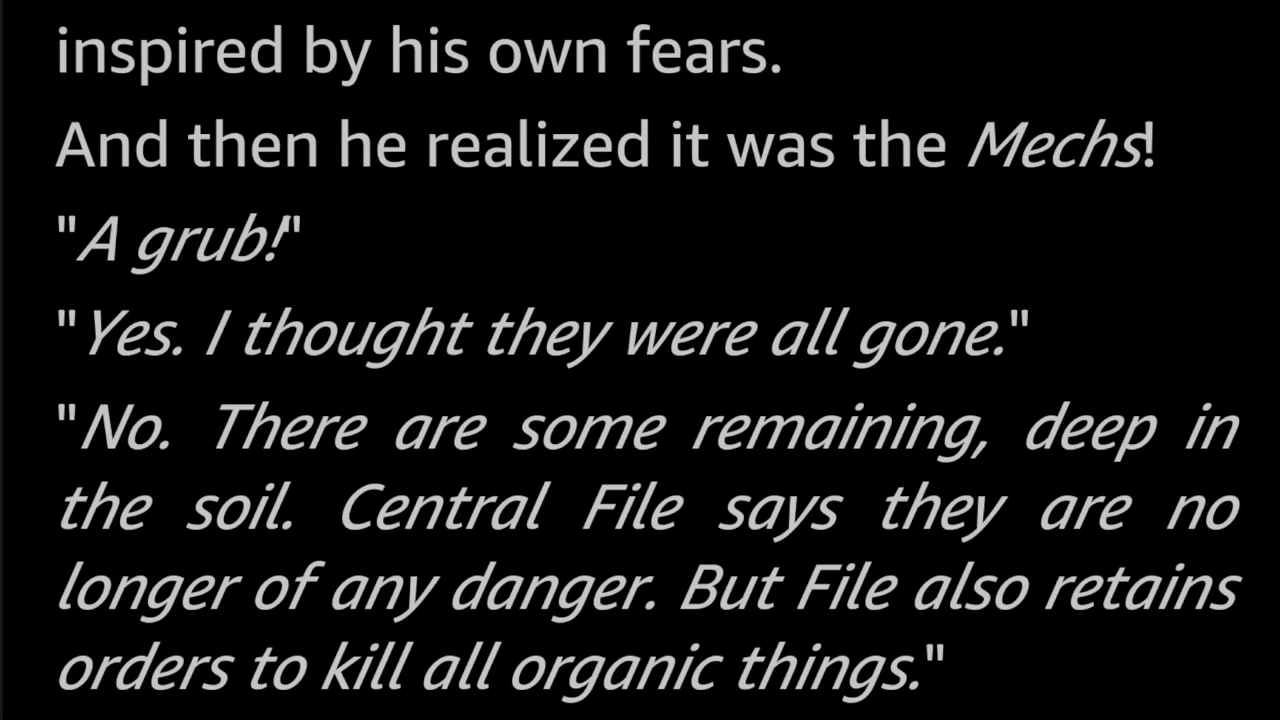 inspired by his own fears.
And then he realized it was the Mechs!
"A grub!"
"Yes. I thought they were all gone."
"No. There are some remaining, deep in
the soil. Central File says they are no
longer of any danger. But File also retains
orders to kill all organic things."